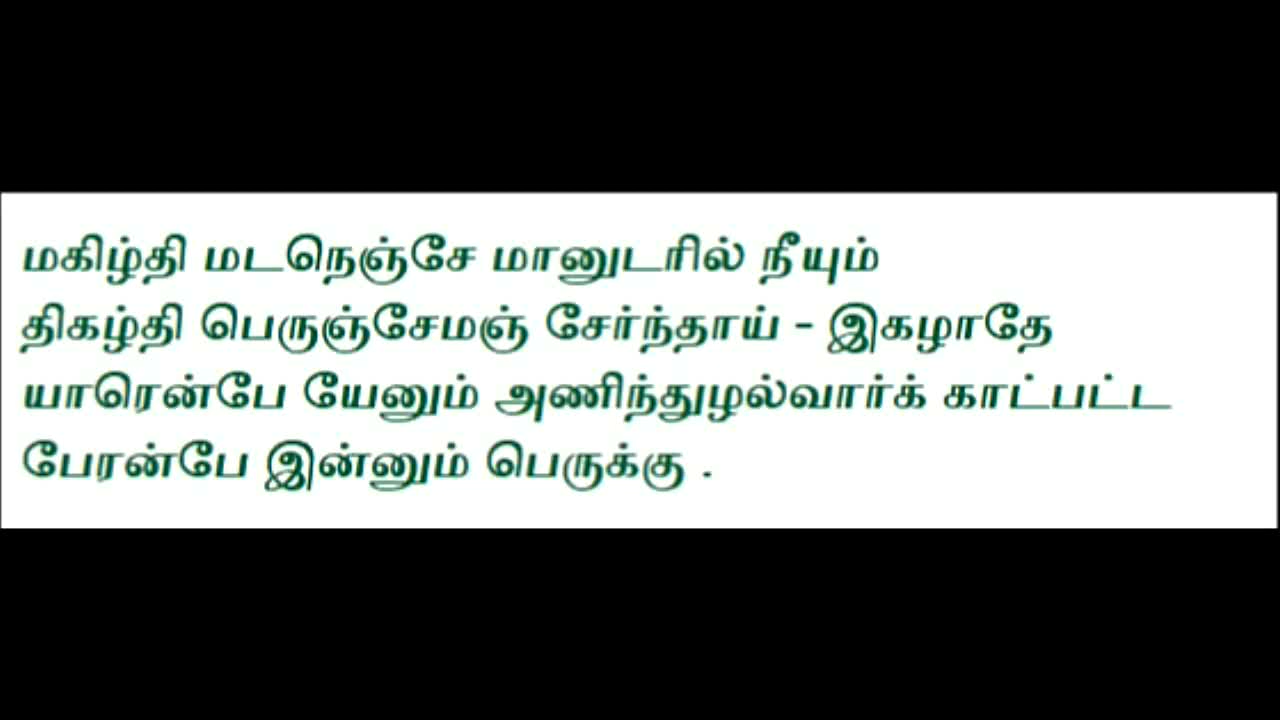 மகிழ்தி மடநெஞ்சே மானுடரில் நீயும்
திகழ்தி பெருஞ்சேமஞ் சேர்ந்தாய் – இகழாதே
யாரென்பே யேனும் அணிந்துழல்வார்க் காட்பட்ட
பேரன்பே இன்னும் பெருக்கு .